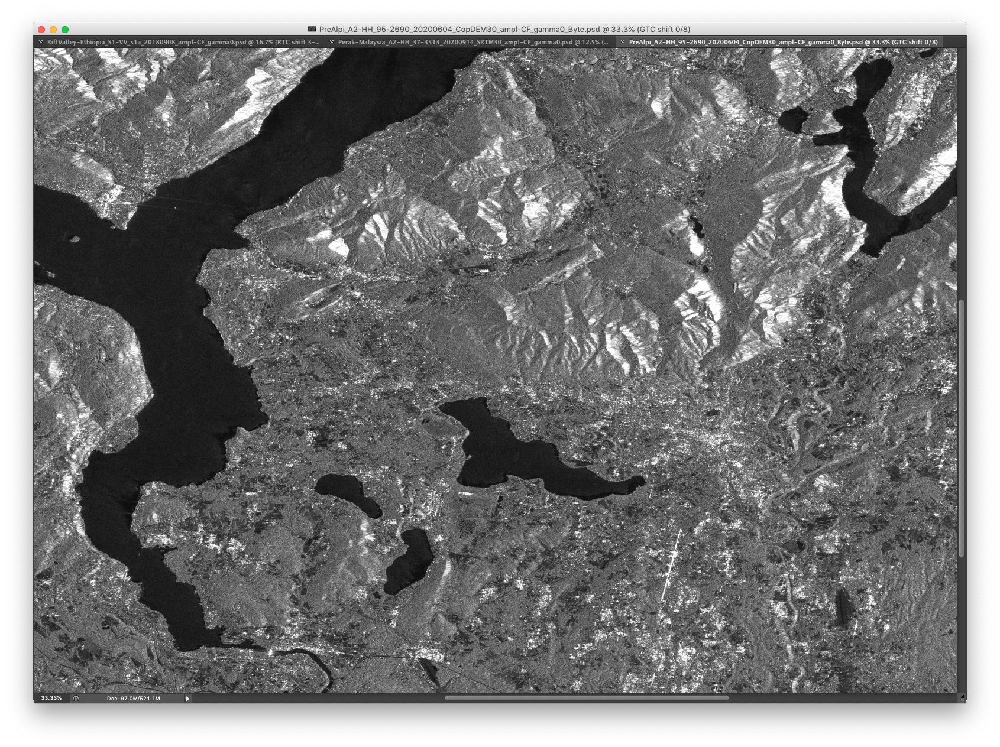 PreAlpi_A2-HH_95-2690_20200604_CopDEM30_ampl-CF_gamma0_Byte.psd @ 33.3% (GTC shift 0/8)
× RiftValley-Ethiopia_S1-VV_s1a_20180908_ampl-CF_gamma0.psd @ 16.7% (RTC shift 3-... × Perak-Malaysia_A2-HH_37-3513_20200914_SRTM30_ampl-CF_gamma0.psd @ 12.5% (... × PreAlpi_A2-HH_95-2690_20200604_CopDEM30_ampl-CF_gamma0_Byte.psd @ 33.3% (GTC shift 0/8)
33.33% Doc: 97.0M/521.1M